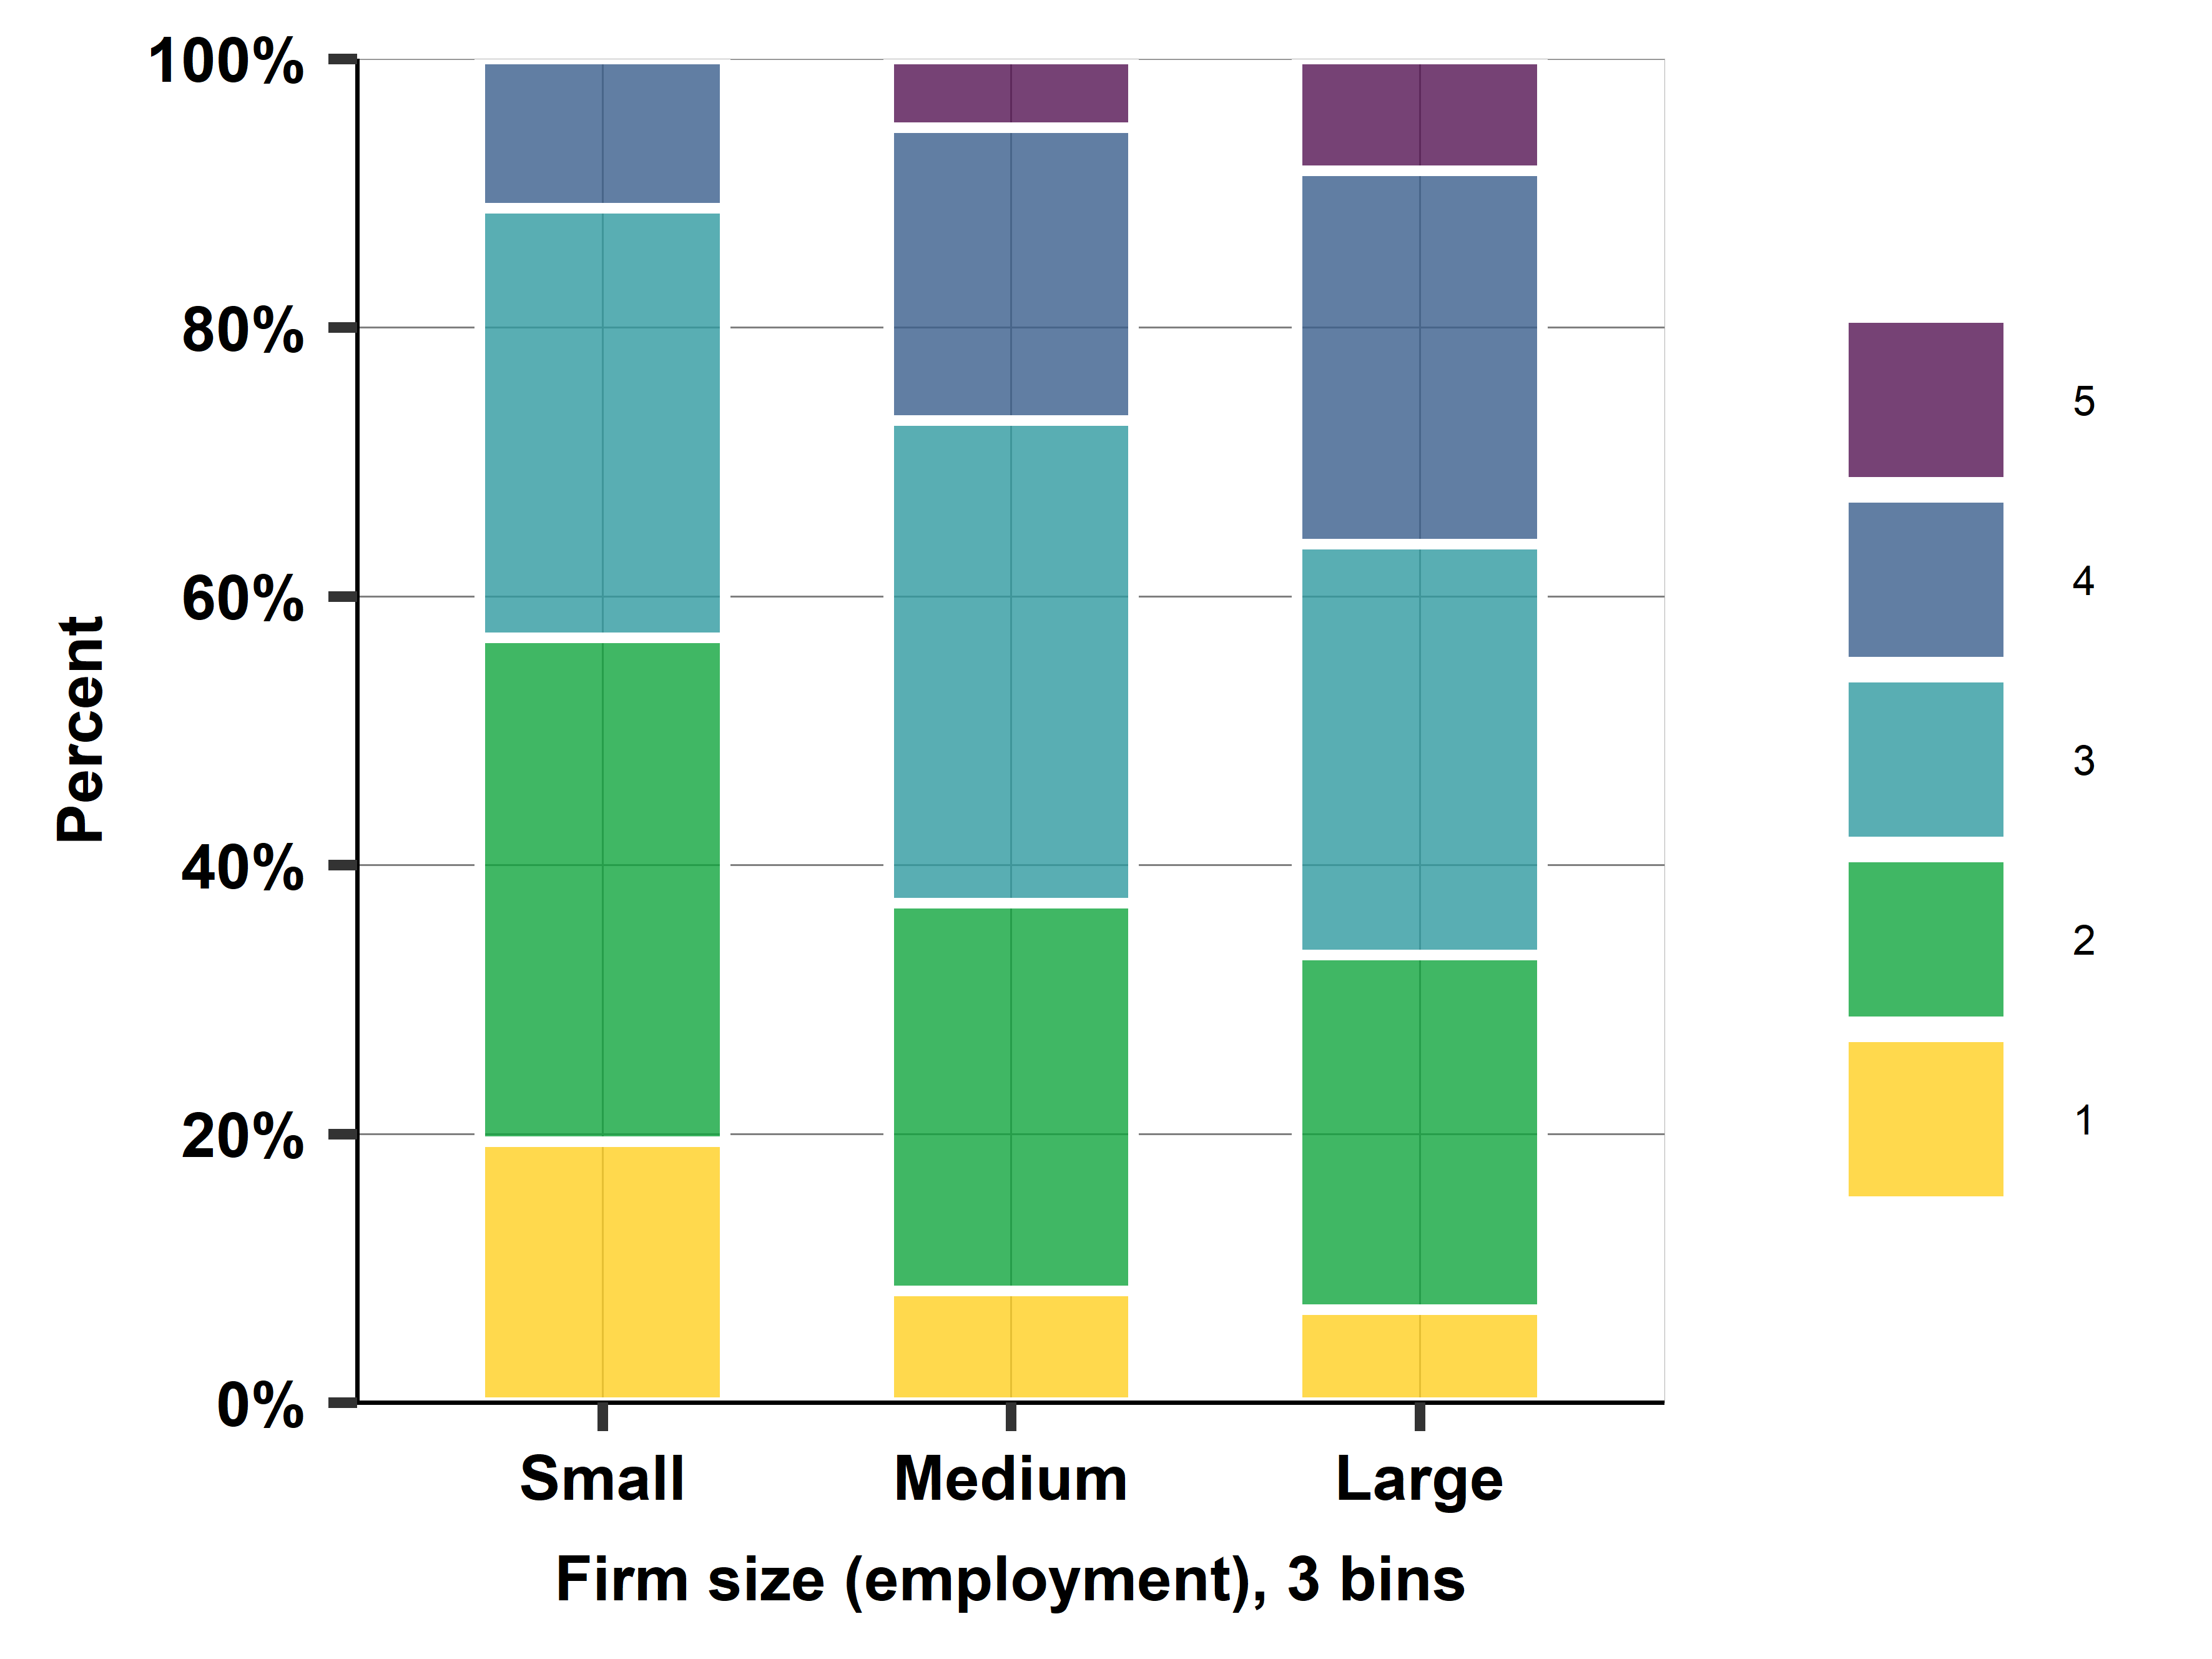 100%
80%
60%
40%
20%
0%
Percent
Small
Medium
Large
Firm size (employment), 3 bins
5
4
3
2
1